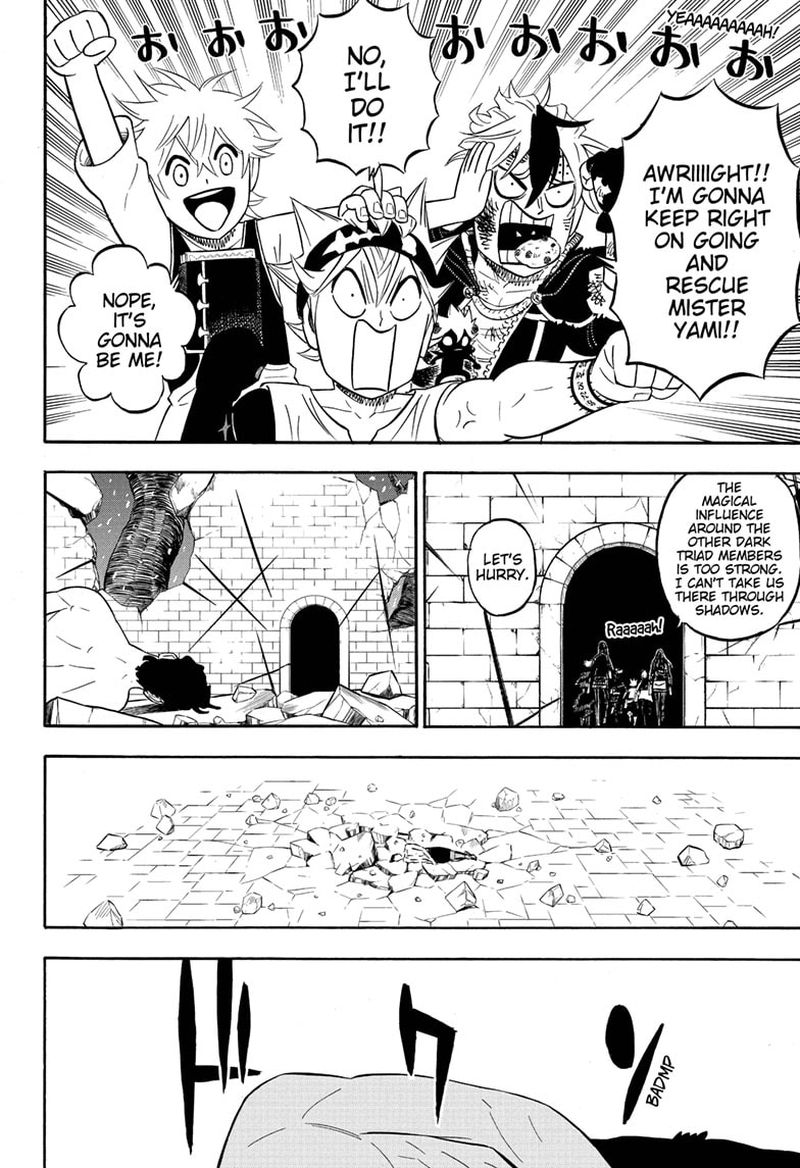 YEAAAAAAAAAH!
おおおおおおおおお
AWRIIIIGHT!!
I'M GONNA
KEEP RIGHT
ON GOING
AND
RESCUE
MISTER
YAMI!!
NO,
I'LL
DO
IT!!
NOPE,
IT'S
GONNA
BE ME!
THE
MAGICAL
INFLUENCE
AROUND THE
OTHER DARK
TRIAD MEMBERS
IS TOO STRONG.
I CAN'T TAKE US
THERE THROUGH
SHADOWS.
LET'S
HURRY.
Raaaaah!
ドクン
BADMP